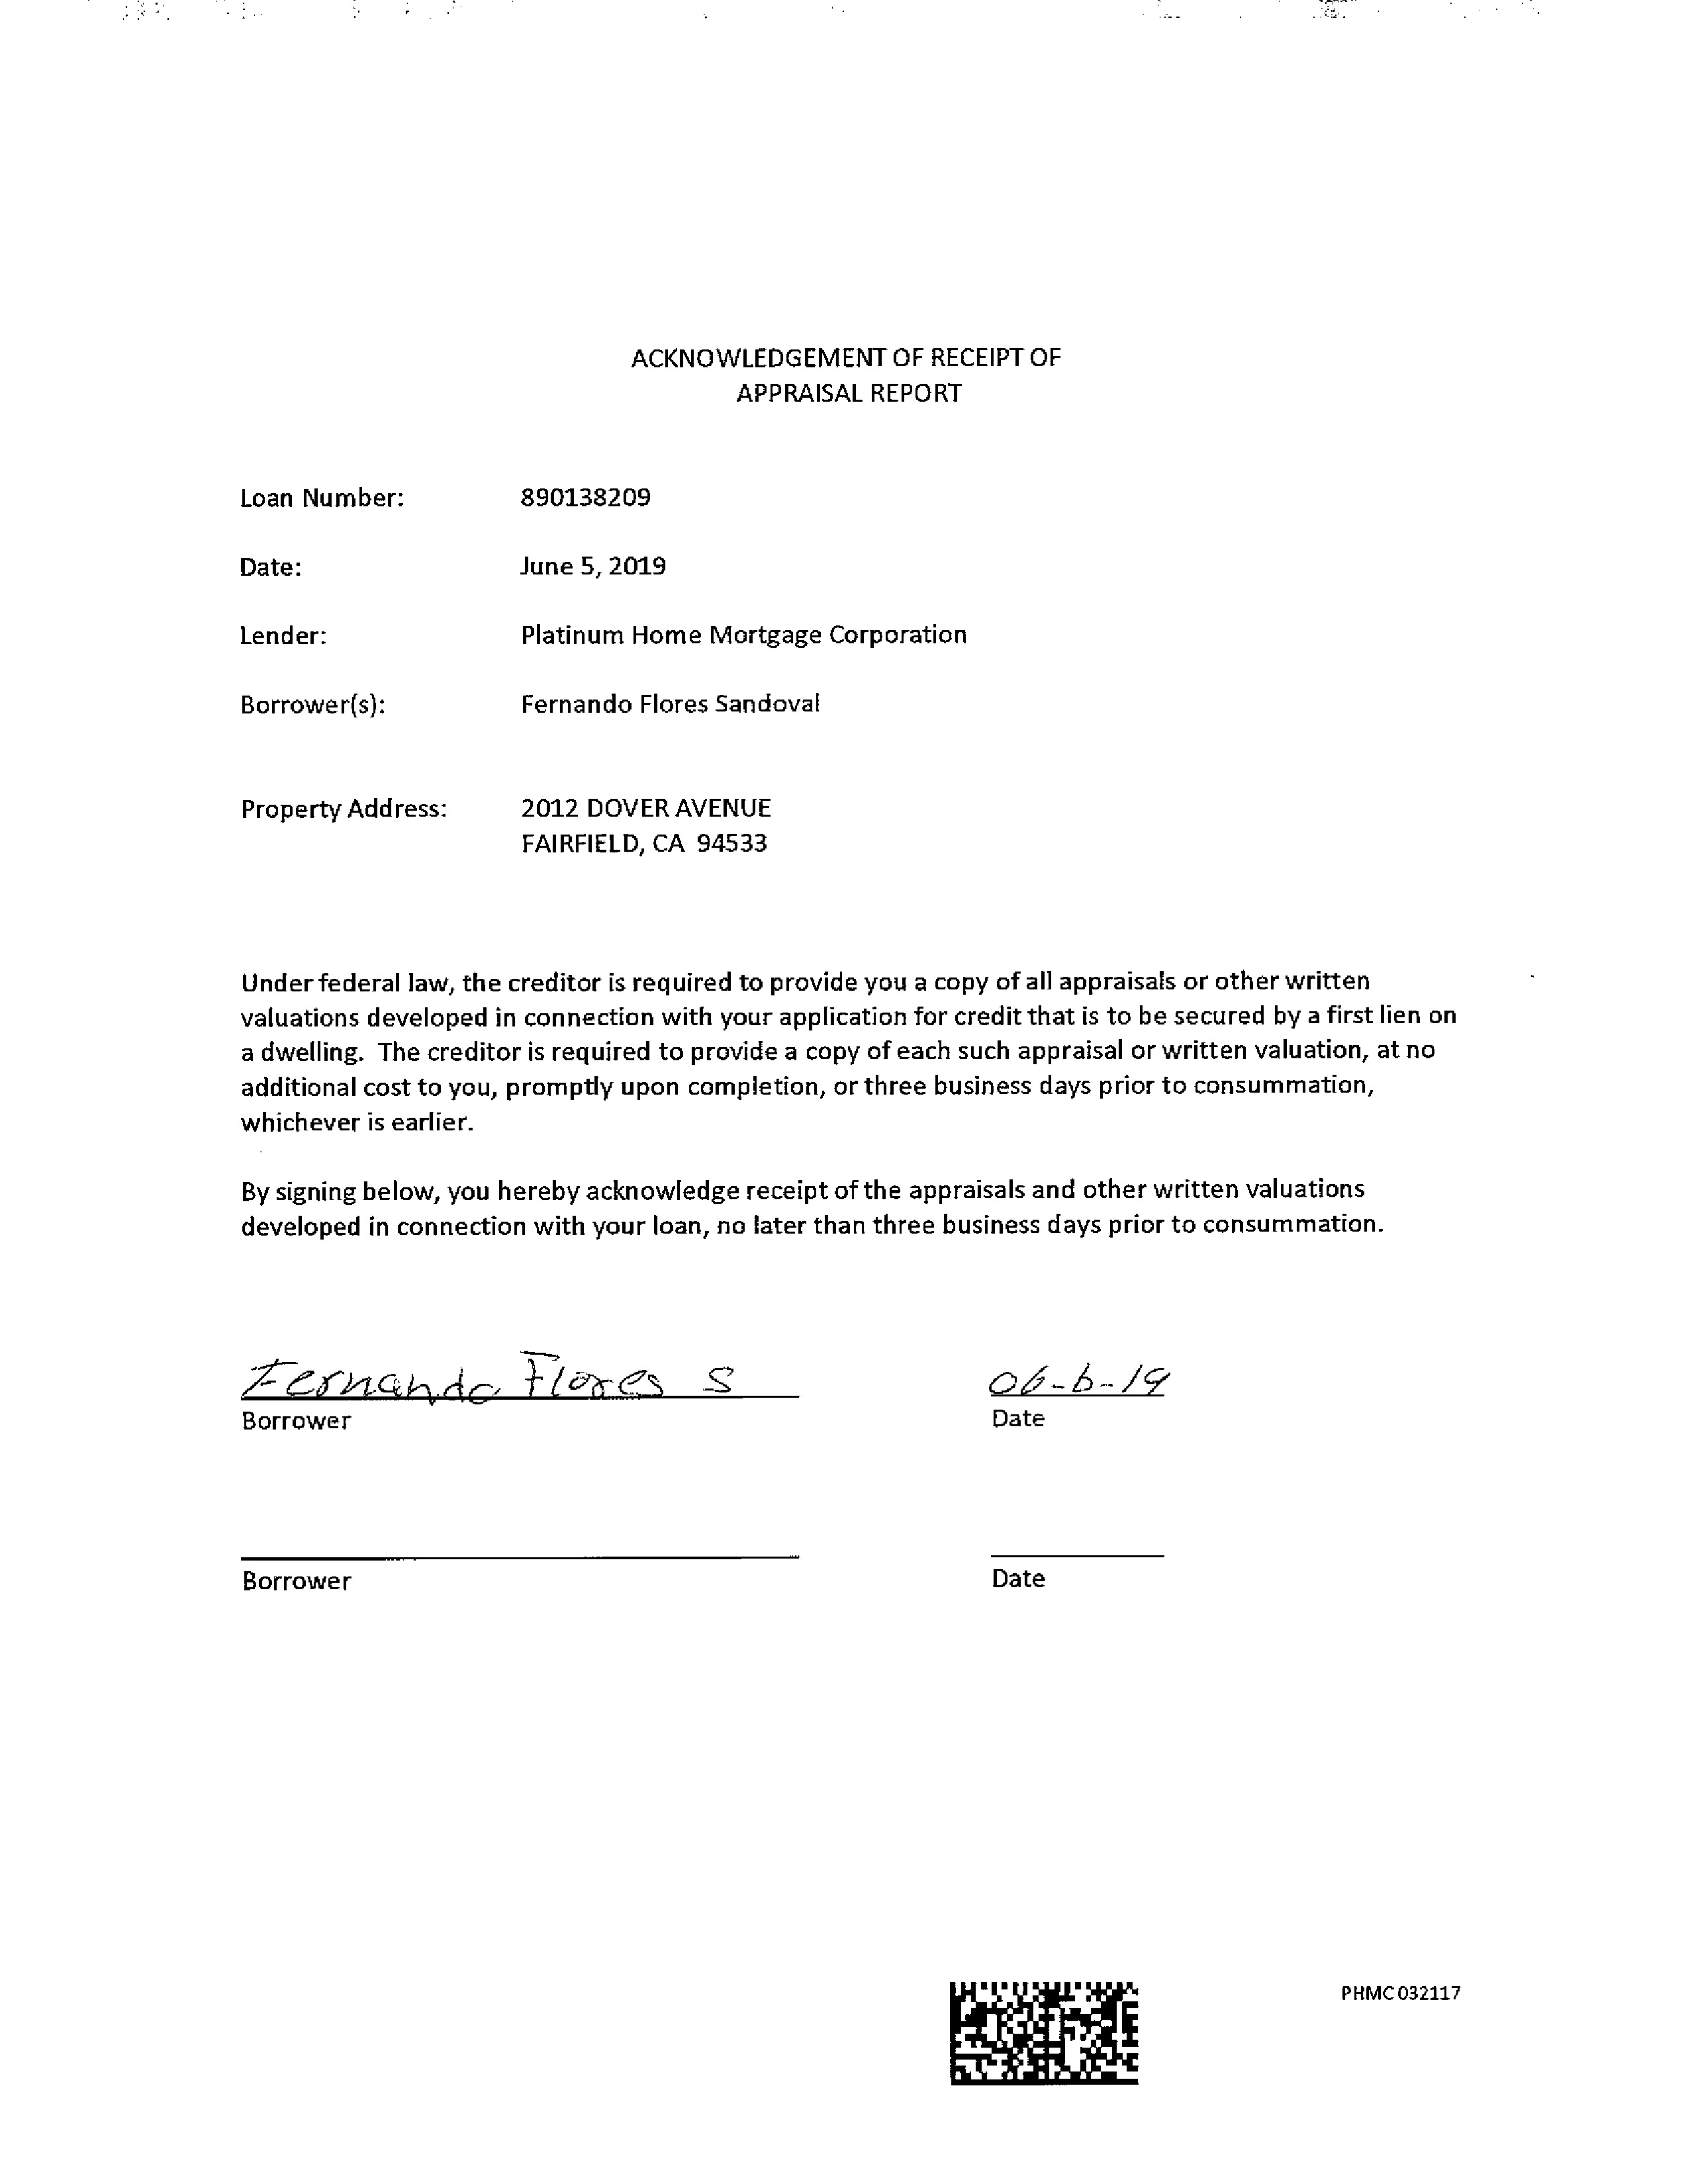 ACKNOWLEDGEMENT OF RECEIPT OF
APPRAISAL REPORT
Loan Number: 890138209
Date: June 5, 2019
Lender: Platinum Home Mortgage Corporation
Borrower(s): Fernando Flores Sandoval
Property Address: 2012 DOVER AVENUE
FAIRFIELD, CA 94533
Under federal law, the creditor is required to provide you a copy of all appraisals or other written
valuations developed in connection with your application for credit that is to be secured by a first lien on
a dwelling. The creditor is required to provide a copy of each such appraisal or written valuation, at no
additional cost to you, promptly upon completion, or three business days prior to consummation,
whichever is earlier.
By signing below, you hereby acknowledge receipt of the appraisals and other written valuations
developed in connection with your loan, no later than three business days prior to consummation.
Fernando Flores S 06-6-19
Borrower Date
Borrower Date
PHMC 032117